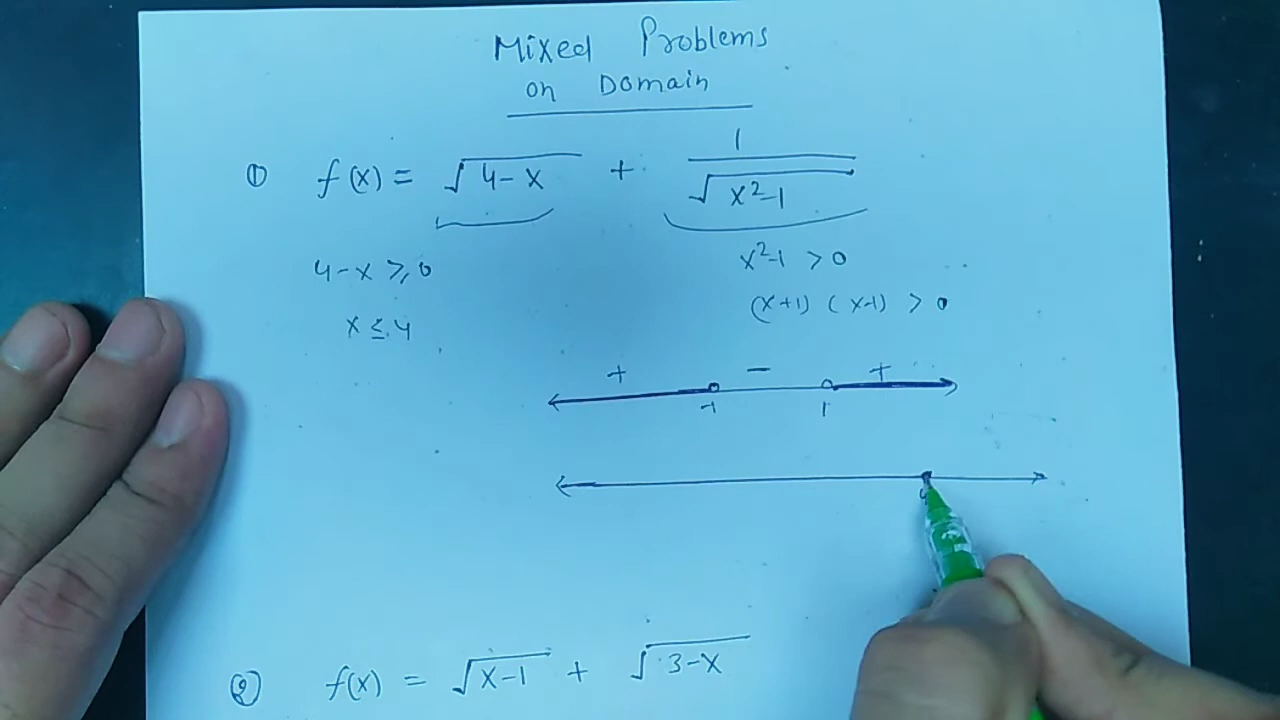 Mixed Problems
on Domain
① f(x) = √4-x + 1/√x²-1
4-x ≥ 0
x²-1 > 0
(x+1) (x-1) > 0
x ≤ 4
+ - +
-1 1
② f(x) = √x-1 + √3-x